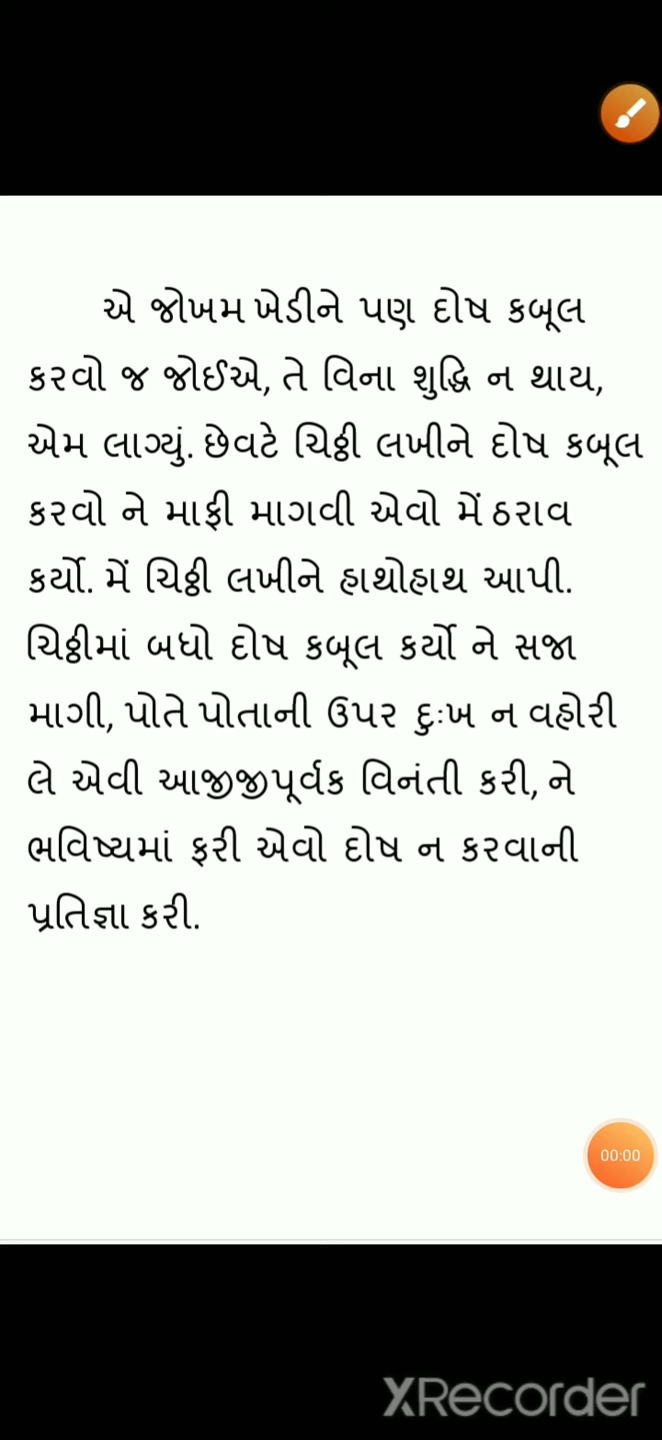 એ જોખમ ખેડીને પણ દોષ કબૂલ
કરવો જ જોઈએ, તે વિના શુદ્ધિ ન થાય,
એમ લાગ્યું. છેવટે ચિઠ્ઠી લખીને દોષ કબૂલ
કરવો ને માફી માગવી એવો મેં ઠરાવ
કર્યો. મેં ચિઠ્ઠી લખીને હાથોહાથ આપી.
ચિઠ્ઠીમાં બધો દોષ કબૂલ કર્યો ને સજા
માગી, પોતે પોતાની ઉપર દુઃખ ન વહોરી
લે એવી આજીજીપૂર્વક વિનંતી કરી, ને
ભવિષ્યમાં ફરી એવો દોષ ન કરવાની
પ્રતિજ્ઞા કરી.
00:00
XRecorder